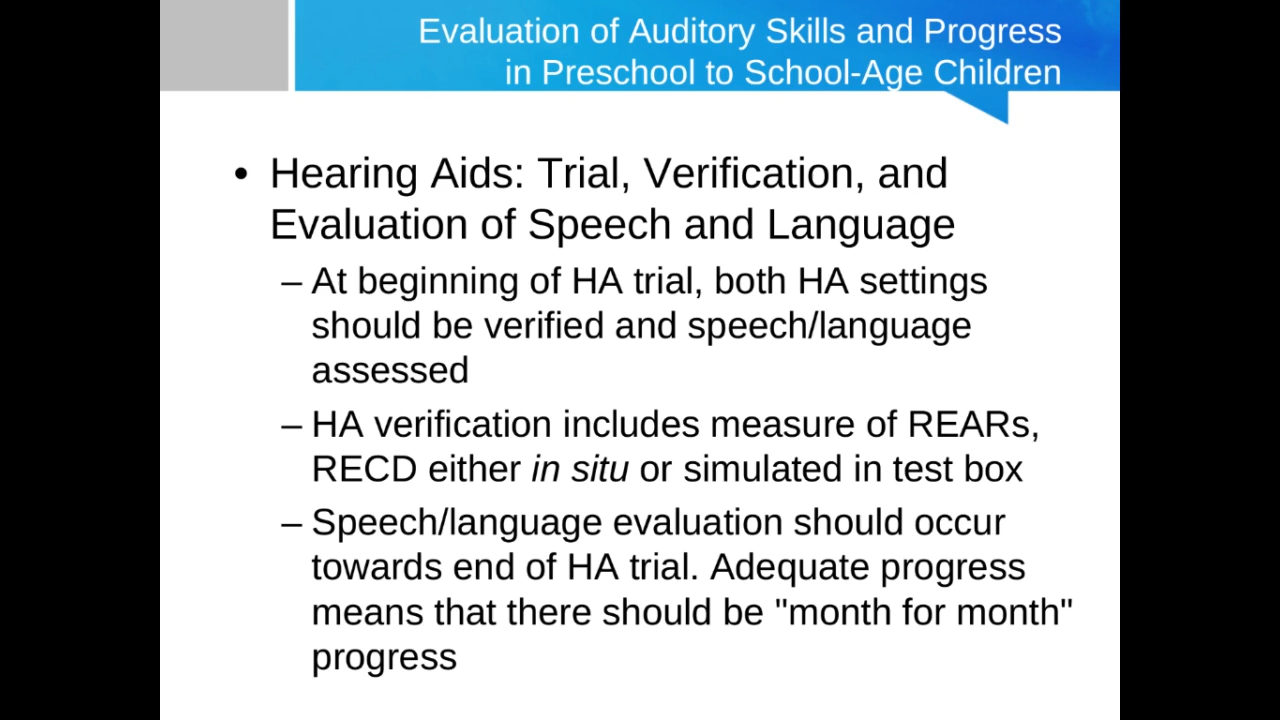 Evaluation of Auditory Skills and Progress
in Preschool to School-Age Children
• Hearing Aids: Trial, Verification, and
Evaluation of Speech and Language
– At beginning of HA trial, both HA settings
should be verified and speech/language
assessed
– HA verification includes measure of REARs,
RECD either in situ or simulated in test box
– Speech/language evaluation should occur
towards end of HA trial. Adequate progress
means that there should be "month for month"
progress